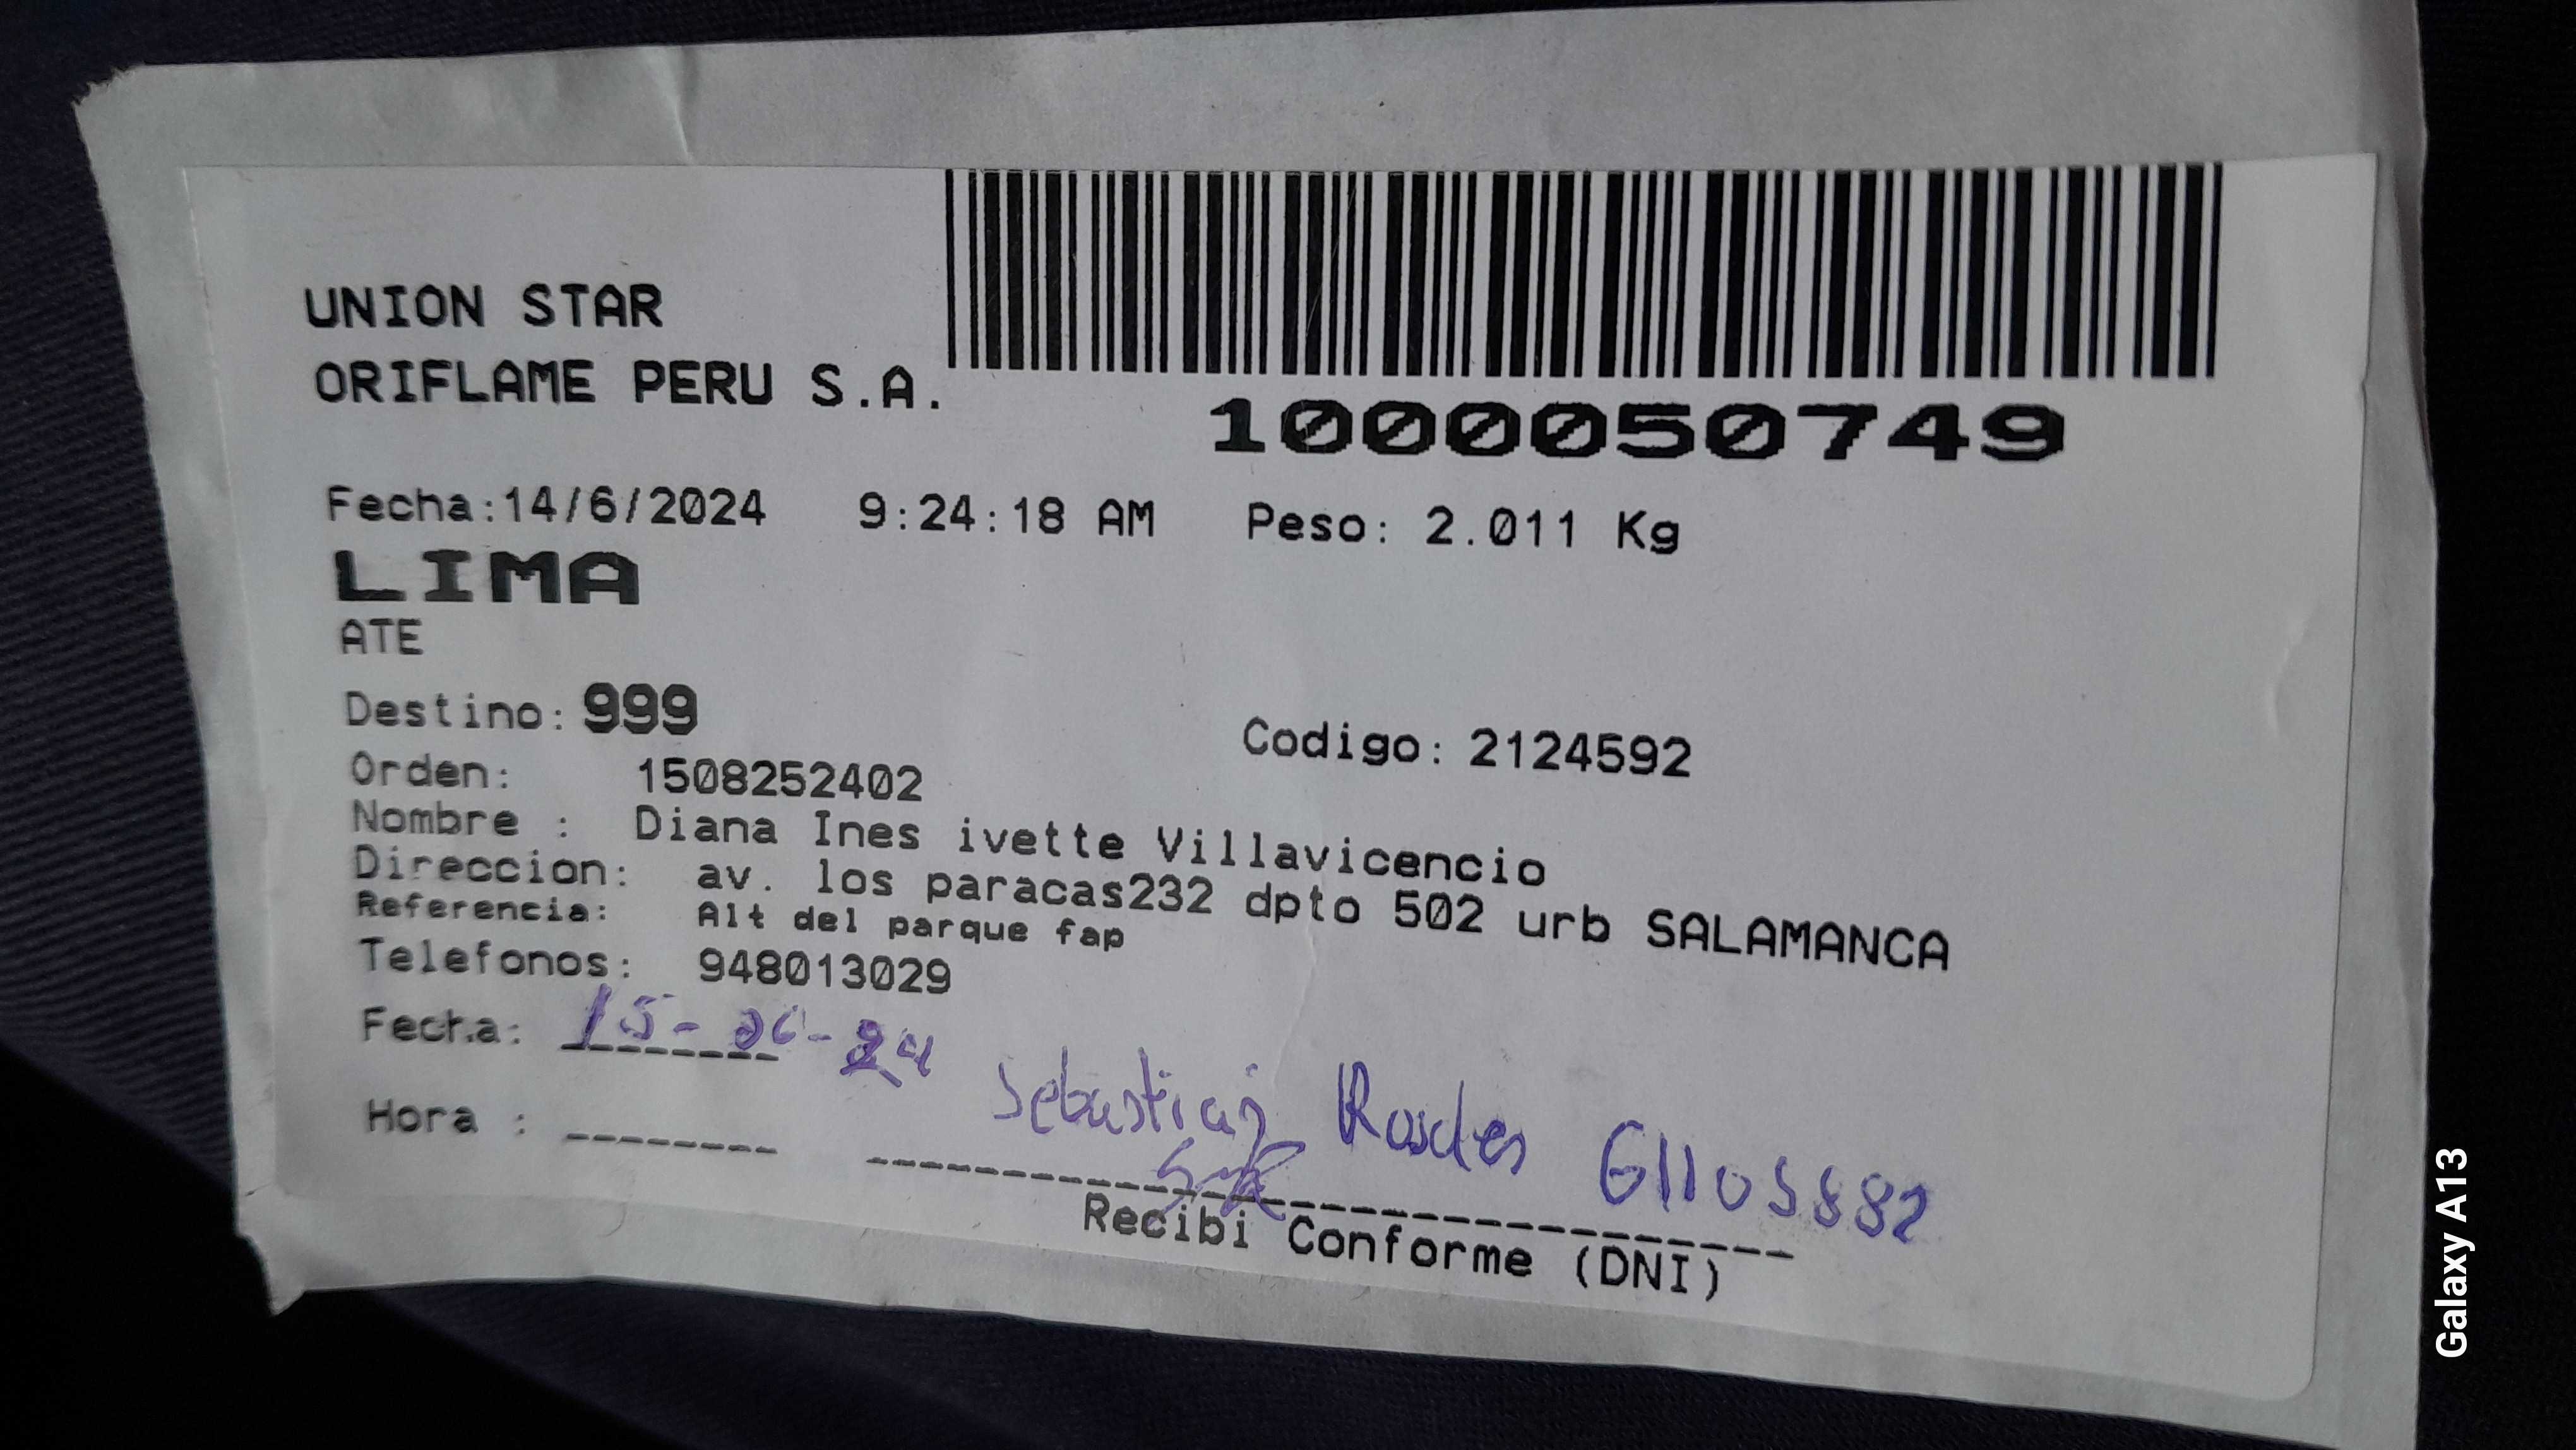 UNION STAR
ORIFLAME PERU S.A.
1000050749
Fecha:14/6/2024 9:24:18 AM Peso: 2.011 Kg
LIMA
ATE
Destino: 999
Codigo: 2124592
Orden: 1508252402
Nombre : Diana Ines ivette Villavicencio
Direccion: av. los paracas232 dpto 502 urb SALAMANCA
Referencia: Alt del parque fap
Telefonos: 948013029
Fecha: 15-06-24
Sebastian 61105882
Hora :
Recibi Conforme (DNI)
Galaxy A13